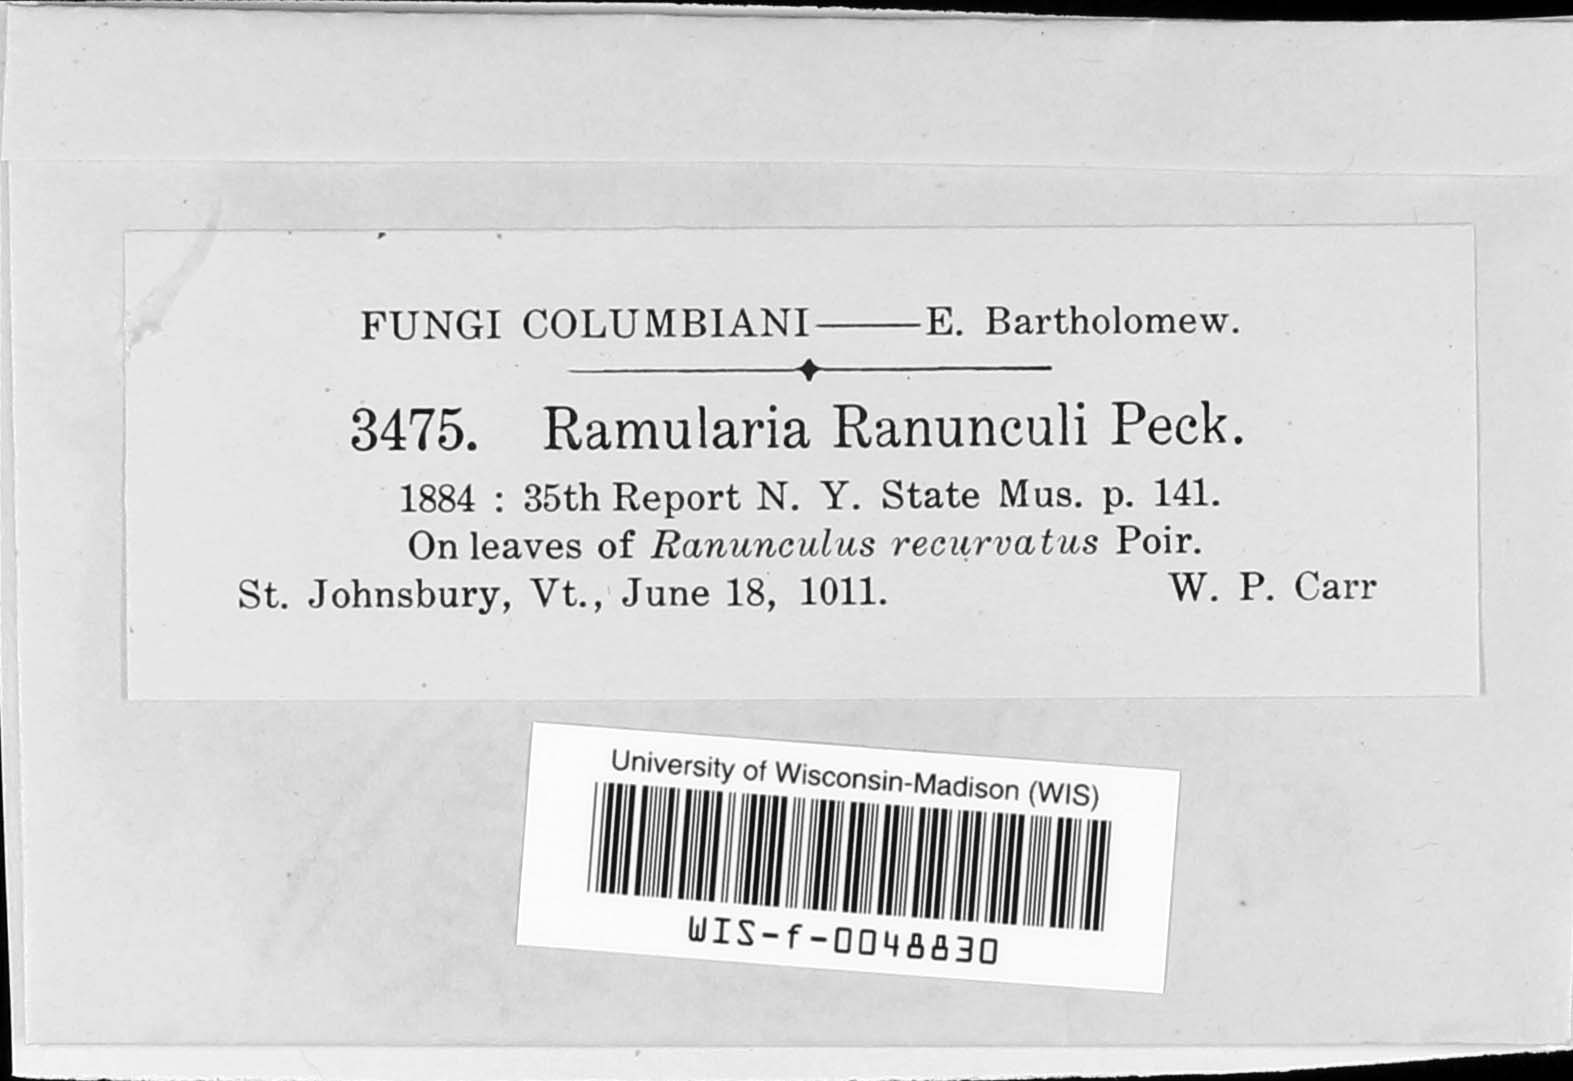 FUNGI COLUMBIANI——E. Bartholomew.
3475. Ramularia Ranunculi Peck.
1884 : 35th Report N. Y. State Mus. p. 141.
On leaves of Ranunculus recurvatus Poir.
St. Johnsbury, Vt., June 18, 1011. W. P. Carr
University of Wisconsin-Madison (WIS)
WIS-f-0048830